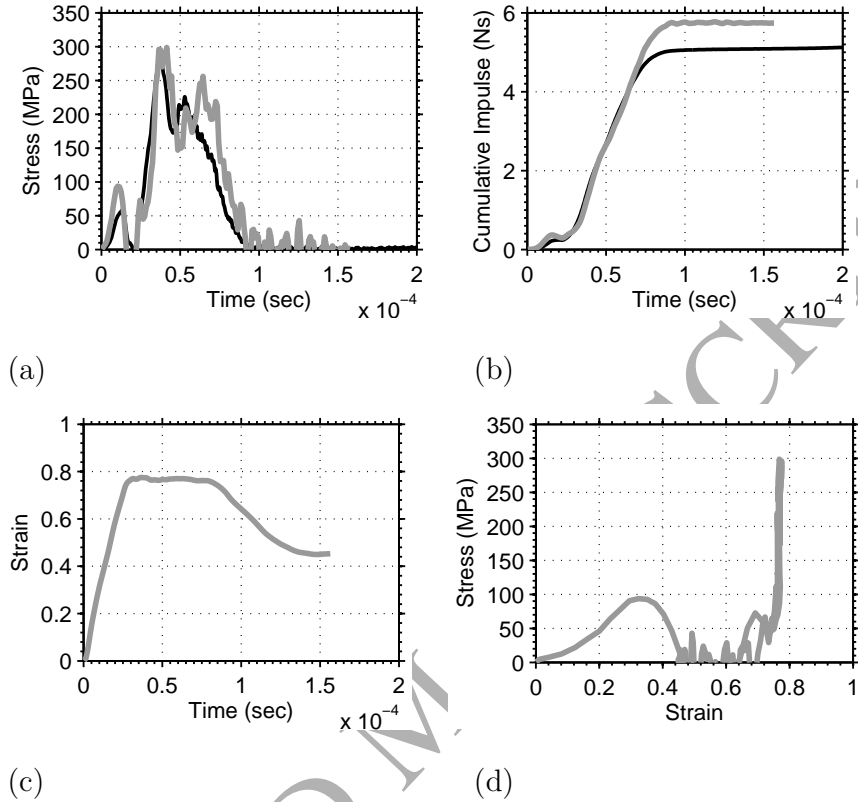 350
300
250
200
150
100
50
0
Stress (MPa)
0 0.5 1 1.5 2
Time (sec)
x 10⁻⁴
(a)
6
4
2
0
Cumulative Impulse (Ns)
0 0.5 1 1.5 2
Time (sec)
x 10⁻⁴
(b)
1
0.8
0.6
0.4
0.2
0
Strain
0 0.5 1 1.5 2
Time (sec)
x 10⁻⁴
(c)
350
300
250
200
150
100
50
0
Stress (MPa)
0 0.2 0.4 0.6 0.8 1
Strain
(d)